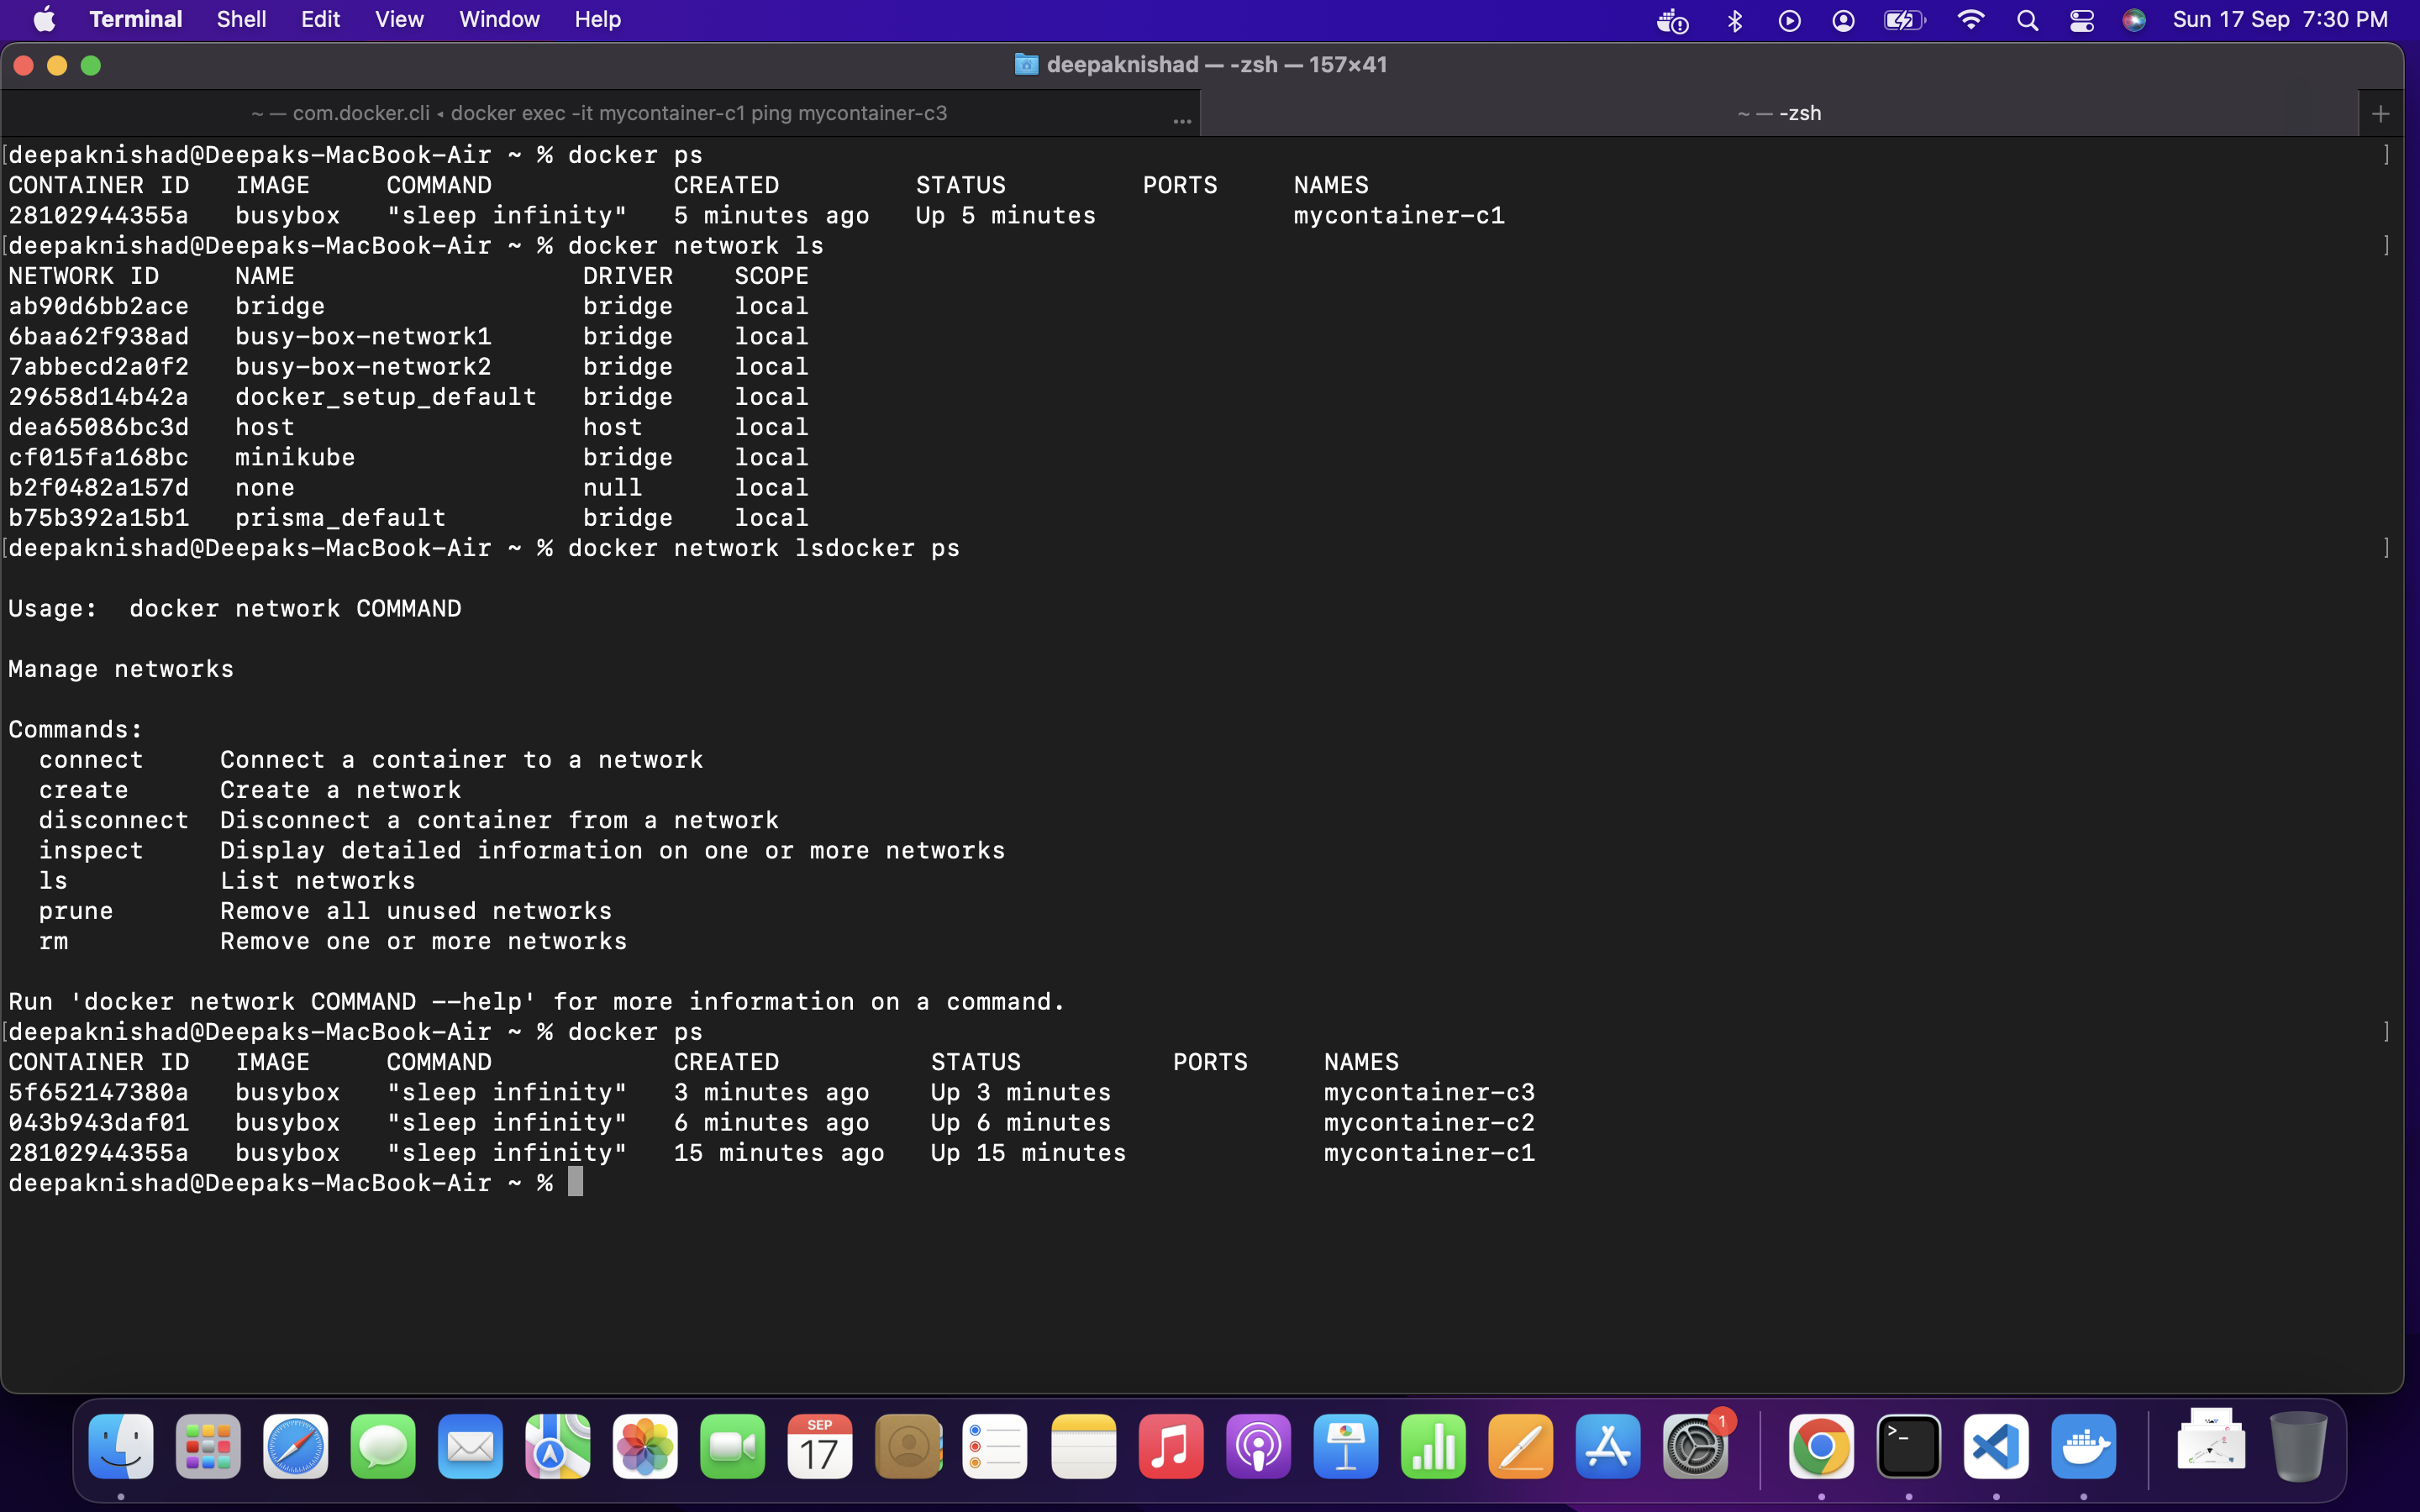 Terminal Shell Edit View Window Help Sun 17 Sep 7:30 PM
deepaknishad — -zsh — 157×41
~ — com.docker.cli ◂ docker exec -it mycontainer-c1 ping mycontainer-c3 ... ~ — -zsh +
[deepaknishad@Deepaks-MacBook-Air ~ % docker ps ]
CONTAINER ID   IMAGE     COMMAND            CREATED         STATUS         PORTS     NAMES
28102944355a   busybox   "sleep infinity"   5 minutes ago   Up 5 minutes             mycontainer-c1
[deepaknishad@Deepaks-MacBook-Air ~ % docker network ls ]
NETWORK ID     NAME                   DRIVER    SCOPE
ab90d6bb2ace   bridge                 bridge    local
6baa62f938ad   busy-box-network1      bridge    local
7abbecd2a0f2   busy-box-network2      bridge    local
29658d14b42a   docker_setup_default   bridge    local
dea65086bc3d   host                   host      local
cf015fa168bc   minikube               bridge    local
b2f0482a157d   none                   null      local
b75b392a15b1   prisma_default         bridge    local
[deepaknishad@Deepaks-MacBook-Air ~ % docker network lsdocker ps ]
Usage:  docker network COMMAND
Manage networks
Commands:
  connect     Connect a container to a network
  create      Create a network
  disconnect  Disconnect a container from a network
  inspect     Display detailed information on one or more networks
  ls          List networks
  prune       Remove all unused networks
  rm          Remove one or more networks
Run 'docker network COMMAND --help' for more information on a command.
[deepaknishad@Deepaks-MacBook-Air ~ % docker ps ]
CONTAINER ID   IMAGE     COMMAND            CREATED          STATUS          PORTS     NAMES
5f652147380a   busybox   "sleep infinity"   3 minutes ago    Up 3 minutes              mycontainer-c3
043b943daf01   busybox   "sleep infinity"   6 minutes ago    Up 6 minutes              mycontainer-c2
28102944355a   busybox   "sleep infinity"   15 minutes ago   Up 15 minutes             mycontainer-c1
deepaknishad@Deepaks-MacBook-Air ~ %
SEP
17
1
>_